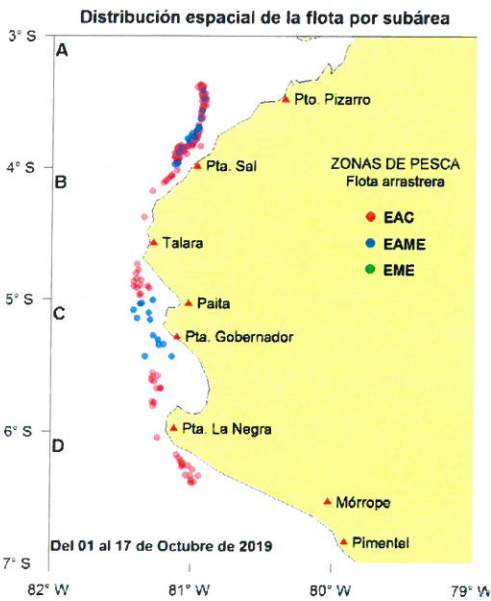 Distribución espacial de la flota por subárea
3° S
A
Pto. Pizarro
4° S
Pta. Sal
ZONAS DE PESCA
Flota arrastrera
B
EAC
EAME
Talara
EME
5° S
Paita
C
Pta. Gobernador
6° S
Pta. La Negra
D
Mórrope
Del 01 al 17 de Octubre de 2019
Pimentel
7° S
82° W
81° W
80° W
79° W